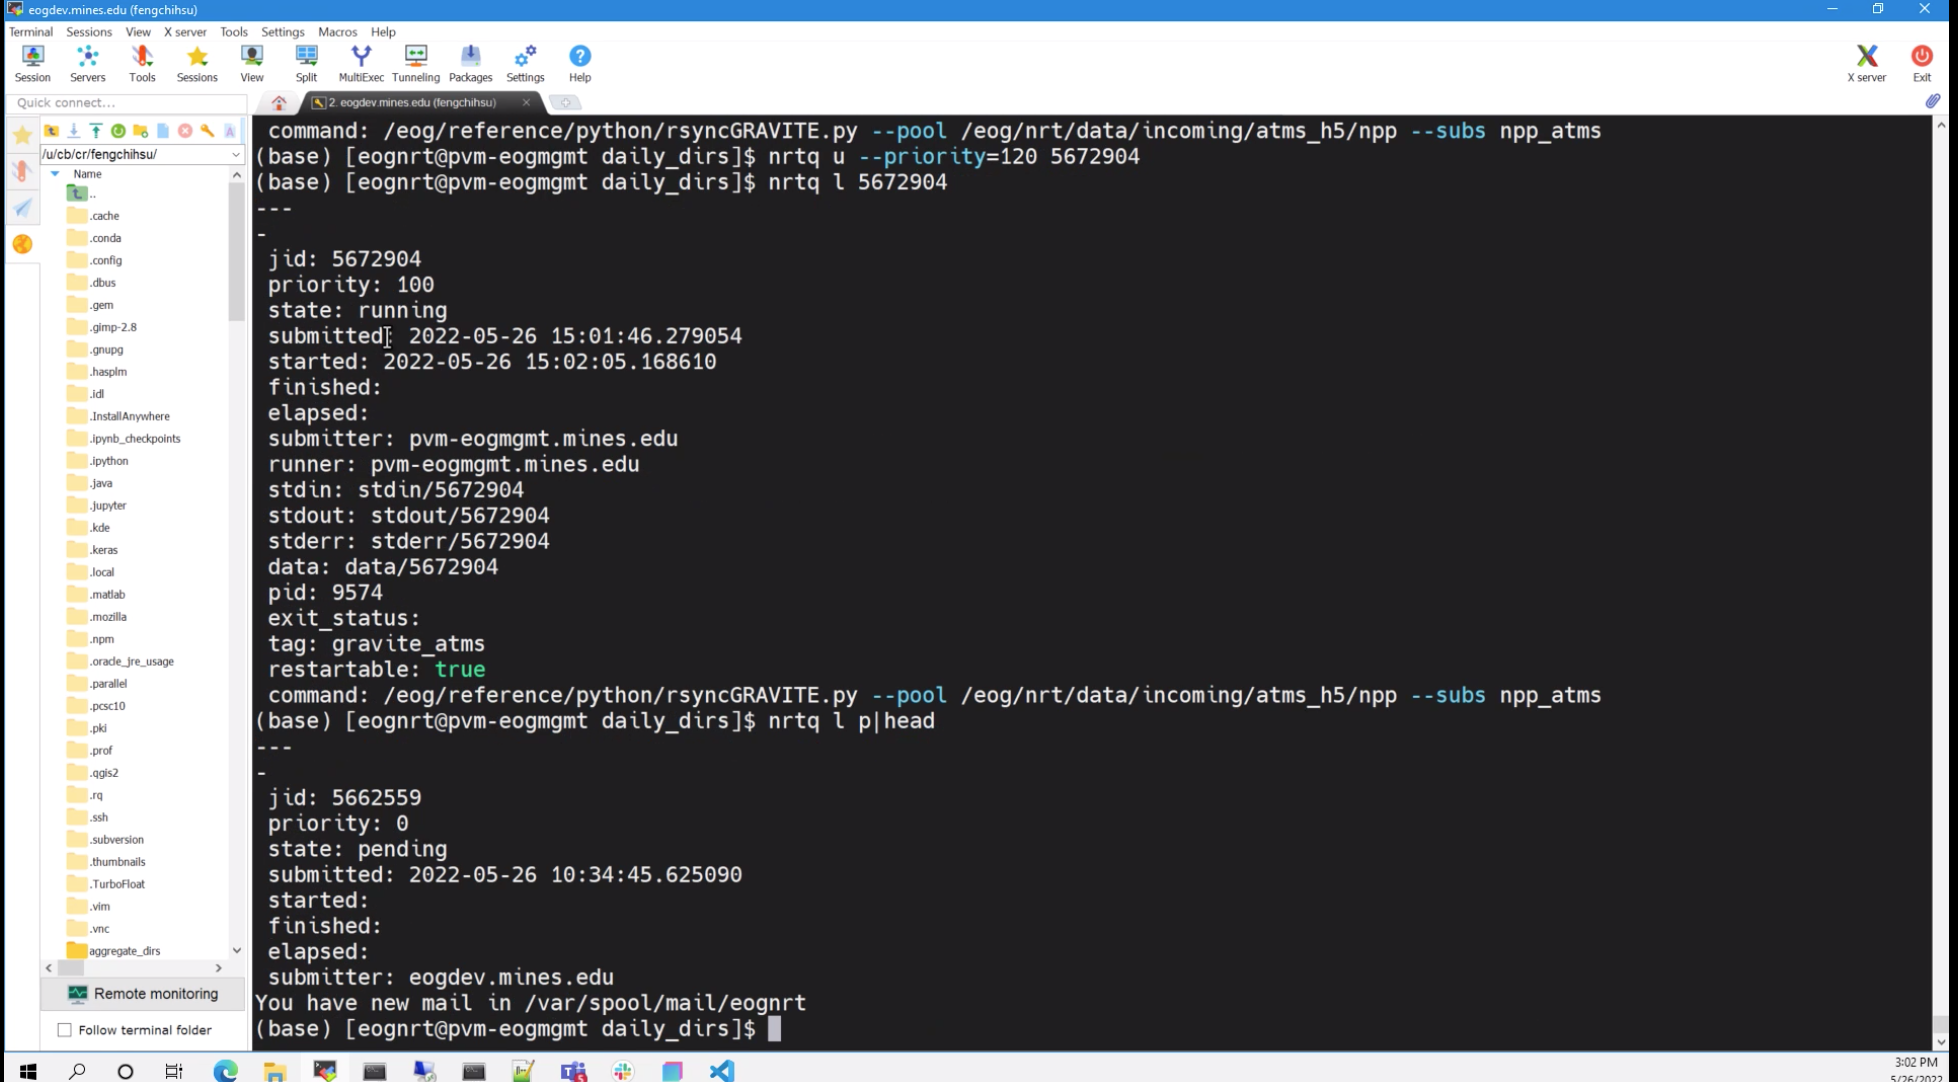 eogdev.mines.edu (fengchihsu)
Terminal Sessions View X server Tools Settings Macros Help
Session Servers Tools Sessions View Split MultiExec Tunneling Packages Settings Help X server Exit
Quick connect...
2. eogdev.mines.edu (fengchihsu)
/u/cb/cr/fengchihsu/
Name
..
.cache
.conda
.config
.dbus
.gem
.gimp-2.8
.gnupg
.hasplm
.idl
.InstallAnywhere
.ipynb_checkpoints
.ipython
.java
.jupyter
.kde
.keras
.local
.matlab
.mozilla
.npm
.oracle_jre_usage
.parallel
.pcsc10
.pki
.prof
.qgis2
.rq
.ssh
.subversion
.thumbnails
.TurboFloat
.vim
.vnc
aggregate_dirs
Remote monitoring
Follow terminal folder
command: /eog/reference/python/rsyncGRAVITE.py --pool /eog/nrt/data/incoming/atms_h5/npp --subs npp_atms
(base) [eognrt@pvm-eogmgmt daily_dirs]$ nrtq u --priority=120 5672904
(base) [eognrt@pvm-eogmgmt daily_dirs]$ nrtq l 5672904
---
-
jid: 5672904
priority: 100
state: running
submitted: 2022-05-26 15:01:46.279054
started: 2022-05-26 15:02:05.168610
finished:
elapsed:
submitter: pvm-eogmgmt.mines.edu
runner: pvm-eogmgmt.mines.edu
stdin: stdin/5672904
stdout: stdout/5672904
stderr: stderr/5672904
data: data/5672904
pid: 9574
exit_status:
tag: gravite_atms
restartable: true
command: /eog/reference/python/rsyncGRAVITE.py --pool /eog/nrt/data/incoming/atms_h5/npp --subs npp_atms
(base) [eognrt@pvm-eogmgmt daily_dirs]$ nrtq l p|head
---
-
jid: 5662559
priority: 0
state: pending
submitted: 2022-05-26 10:34:45.625090
started:
finished:
elapsed:
submitter: eogdev.mines.edu
You have new mail in /var/spool/mail/eognrt
(base) [eognrt@pvm-eogmgmt daily_dirs]$
3:02 PM
5/26/2022